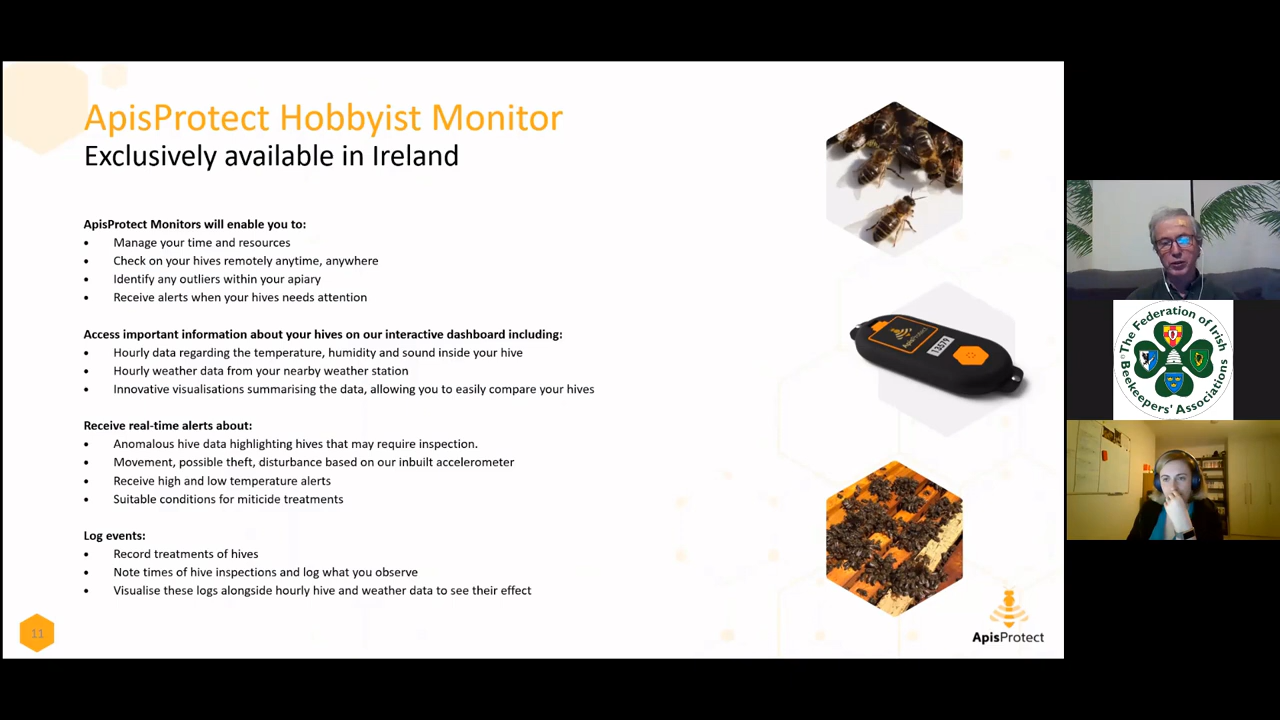 ApisProtect Hobbyist Monitor
Exclusively available in Ireland
ApisProtect Monitors will enable you to:
• Manage your time and resources
• Check on your hives remotely anytime, anywhere
• Identify any outliers within your apiary
• Receive alerts when your hives needs attention
Access important information about your hives on our interactive dashboard including:
• Hourly data regarding the temperature, humidity and sound inside your hive
• Hourly weather data from your nearby weather station
• Innovative visualisations summarising the data, allowing you to easily compare your hives
Receive real-time alerts about:
• Anomalous hive data highlighting hives that may require inspection.
• Movement, possible theft, disturbance based on our inbuilt accelerometer
• Receive high and low temperature alerts
• Suitable conditions for miticide treatments
Log events:
• Record treatments of hives
• Note times of hive inspections and log what you observe
• Visualise these logs alongside hourly hive and weather data to see their effect
11
13579
ApisProtect
The Federation of Irish
Beekeepers' Associations